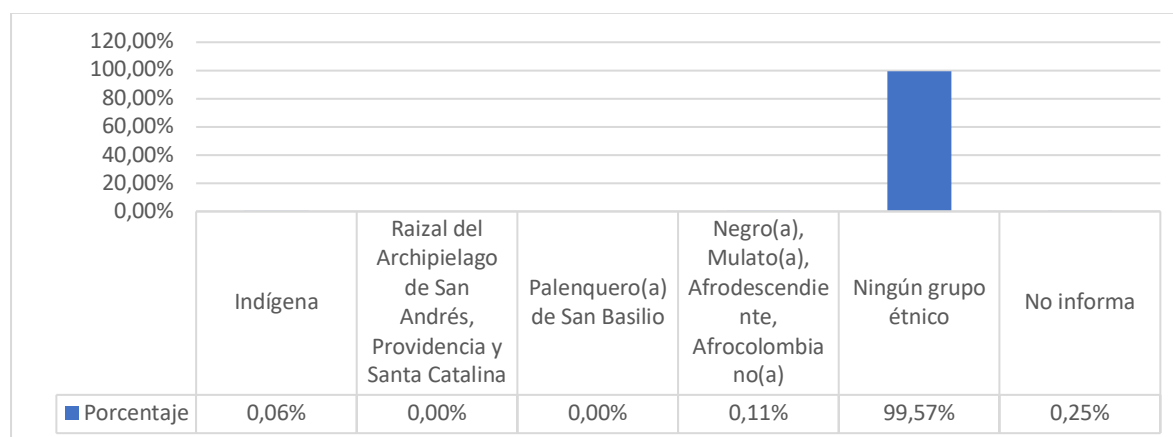 120,00%
100,00%
80,00%
60,00%
40,00%
20,00%
0,00%
Indígena
Raizal del
Archipielago
de San
Andrés,
Providencia y
Santa Catalina
Palenquero(a)
de San Basilio
Negro(a),
Mulato(a),
Afrodescendie
nte,
Afrocolombia
no(a)
Ningún grupo
étnico
No informa
Porcentaje 0,06% 0,00% 0,00% 0,11% 99,57% 0,25%